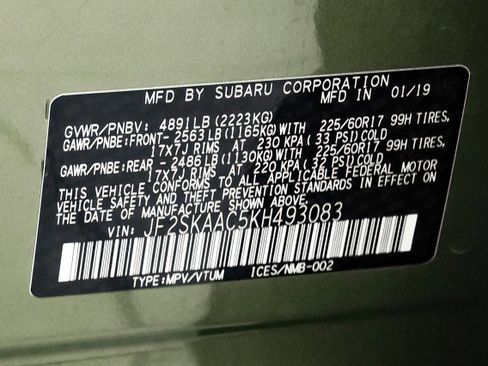 MFD BY SUBARU CORPORATION
MFD IN 01/19
GVWR/PNBV: 4891LB(2223KG)
GAWR/PNBE:FRONT-2563LB(1165KG)WITH 225/60R17 99H TIRES,
17X7J RIMS AT 230 KPA(33 PSI)COLD
GAWR/PNBE:REAR -2486LB(1130KG)WITH 225/60R17 99H TIRES,
17X7J RIMS AT 220 KPA(32 PSI)COLD
THIS VEHICLE CONFORMS TO ALL APPLICABLE FEDERAL MOTOR
VEHICLE SAFETY AND THEFT PREVENTION STANDARDS IN EFFECT ON
THE DATE OF MANUFACTURE SHOWN ABOVE.
VIN: JF2SKAAC5KH493083
TYPE:MPV/VTUM ICES/NMB-002